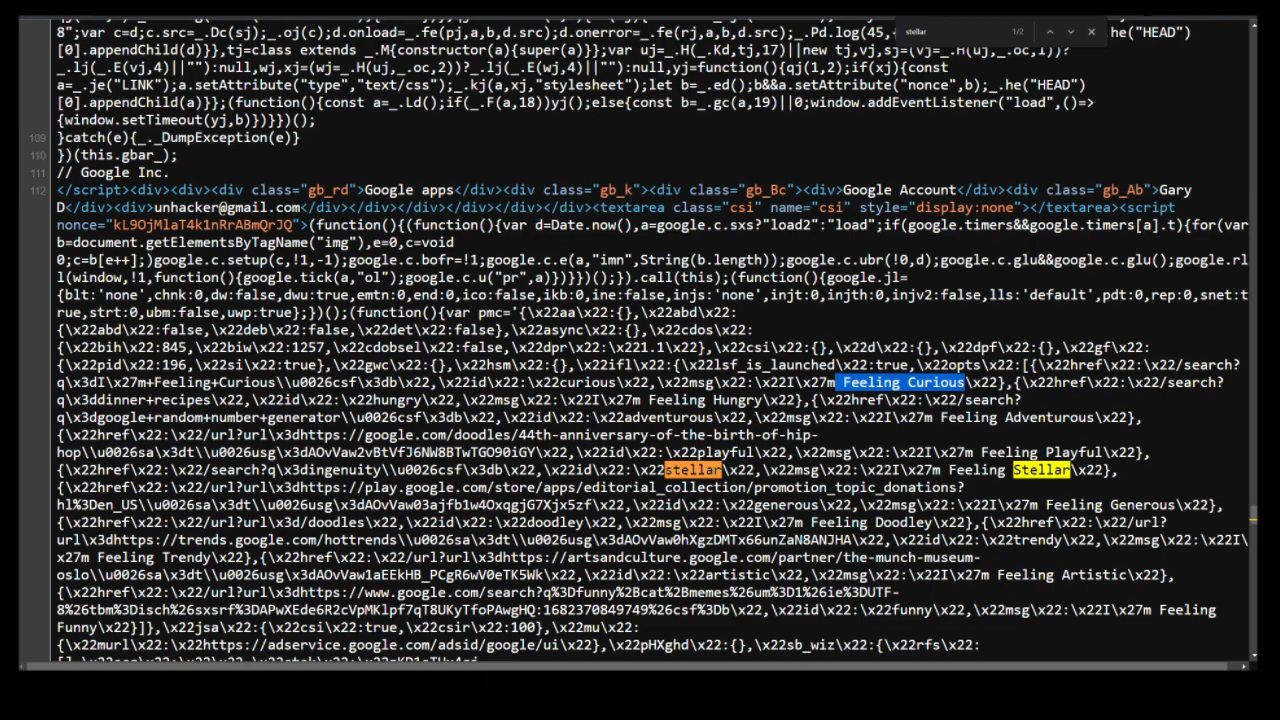 8";var c=d;c.src=_.Dc(sj);_.oj(c);d.onload=_.fe(pj,a,b,d.src);d.onerror=_.fe(rj,a,b,d.src);_.Pd.log(45,
.he("HEAD")
stellar
1/2
[0].appendChild(d)}},tj=class extends _.M{constructor(a){super(a)}};var uj=_.H(_.Kd,tj,17)||new tj,vj,sj=(vj=_.H(uj,_.oc,1))?
_.lj(_.E(vj,4)||""):null,wj,xj=(wj=_.H(uj,_.oc,2))?_.lj(_.E(wj,4)||""):null,yj=function(){qj(1,2);if(xj){const
a=_.je("LINK");a.setAttribute("type","text/css");_.kj(a,xj,"stylesheet");let b=_.ed();b&&a.setAttribute("nonce",b);_.he("HEAD")
[0].appendChild(a)}};(function(){const a=_.Ld();if(_.F(a,18))yj();else{const b=_.gc(a,19)||0;window.addEventListener("load",()=>
{window.setTimeout(yj,b)})}})();
109 }catch(e){_._DumpException(e)}
110 })(this.gbar_);
111 // Google Inc.
112 </script><div><div><div class="gb_rd">Google apps</div><div class="gb_k"><div class="gb_Bc"><div>Google Account</div><div class="gb_Ab">Gary
D</div><div>unhacker@gmail.com</div></div></div></div></div></div><textarea class="csi" name="csi" style="display:none"></textarea><script
nonce="kL9OjMlaT4k1nRrABmQrJQ">(function(){(function(){var d=Date.now(),a=google.c.sxs?"load2":"load";if(google.timers&&google.timers[a].t){for(var
b=document.getElementsByTagName("img"),e=0,c=void
0;c=b[e++];)google.c.setup(c,!1,-1);google.c.bofr=!1;google.c.e(a,"imn",String(b.length));google.c.ubr(!0,d);google.c.glu&&google.c.glu();google.rl
l(window,!1,function(){google.tick(a,"ol");google.c.u("pr",a)})}})();}).call(this);(function(){google.jl=
{blt:'none',chnk:0,dw:false,dwu:true,emtn:0,end:0,ico:false,ikb:0,ine:false,injs:'none',injt:0,injth:0,injv2:false,lls:'default',pdt:0,rep:0,snet:t
rue,strt:0,ubm:false,uwp:true};})();(function(){var pmc='{\x22aa\x22:{},\x22abd\x22:
{\x22abd\x22:false,\x22deb\x22:false,\x22det\x22:false},\x22async\x22:{},\x22cdos\x22:
{\x22bih\x22:845,\x22biw\x22:1257,\x22cdobsel\x22:false,\x22dpr\x22:\x221.1\x22},\x22csi\x22:{},\x22d\x22:{},\x22dpf\x22:{},\x22gf\x22:
{\x22pid\x22:196,\x22si\x22:true},\x22gwc\x22:{},\x22hsm\x22:{},\x22ifl\x22:{\x22lsf_is_launched\x22:true,\x22opts\x22:[{\x22href\x22:\x22/search?
q\x3dI\x27m+Feeling+Curious\\u0026csf\x3db\x22,\x22id\x22:\x22curious\x22,\x22msg\x22:\x22I\x27m Feeling Curious\x22},{\x22href\x22:\x22/search?
q\x3ddinner+recipes\x22,\x22id\x22:\x22hungry\x22,\x22msg\x22:\x22I\x27m Feeling Hungry\x22},{\x22href\x22:\x22/search?
q\x3dgoogle+random+number+generator\\u0026csf\x3db\x22,\x22id\x22:\x22adventurous\x22,\x22msg\x22:\x22I\x27m Feeling Adventurous\x22},
{\x22href\x22:\x22/url?url\x3dhttps://google.com/doodles/44th-anniversary-of-the-birth-of-hip-
hop\\u0026sa\x3dt\\u0026usg\x3dAOvVaw2vBtVfJ6NW8BTwTGO90iGY\x22,\x22id\x22:\x22playful\x22,\x22msg\x22:\x22I\x27m Feeling Playful\x22},
{\x22href\x22:\x22/search?q\x3dingenuity\\u0026csf\x3db\x22,\x22id\x22:\x22stellar\x22,\x22msg\x22:\x22I\x27m Feeling Stellar\x22},
{\x22href\x22:\x22/url?url\x3dhttps://play.google.com/store/apps/editorial_collection/promotion_topic_donations?
hl%3Den_US\\u0026sa\x3dt\\u0026usg\x3dAOvVaw03ajfb1w4OxqgjG7Xjx5zf\x22,\x22id\x22:\x22generous\x22,\x22msg\x22:\x22I\x27m Feeling Generous\x22},
{\x22href\x22:\x22/url?url\x3d/doodles\x22,\x22id\x22:\x22doodley\x22,\x22msg\x22:\x22I\x27m Feeling Doodley\x22},{\x22href\x22:\x22/url?
url\x3dhttps://trends.google.com/hottrends\\u0026sa\x3dt\\u0026usg\x3dAOvVaw0hXgzDMTx66unZaN8ANJHA\x22,\x22id\x22:\x22trendy\x22,\x22msg\x22:\x22I\
x27m Feeling Trendy\x22},{\x22href\x22:\x22/url?url\x3dhttps://artsandculture.google.com/partner/the-munch-museum-
oslo\\u0026sa\x3dt\\u0026usg\x3dAOvVaw1aEEkHB_PCgR6wV0eTK5Wk\x22,\x22id\x22:\x22artistic\x22,\x22msg\x22:\x22I\x27m Feeling Artistic\x22},
{\x22href\x22:\x22/url?url\x3dhttps://www.google.com/search?q%3Dfunny%2Bcat%2Bmemes%26um%3D1%26ie%3DUTF-
8%26tbm%3Disch%26sxsrf%3DAPwXEde6R2cVpMKlpf7qT8UKyTfoPAwgHQ:1682370849749%26csf%3Db\x22,\x22id\x22:\x22funny\x22,\x22msg\x22:\x22I\x27m Feeling
Funny\x22}]},\x22jsa\x22:{\x22csi\x22:true,\x22csir\x22:100},\x22mu\x22:
{\x22murl\x22:\x22https://adservice.google.com/adsid/google/ui\x22},\x22pHXghd\x22:{},\x22sb_wiz\x22:{\x22rfs\x22: